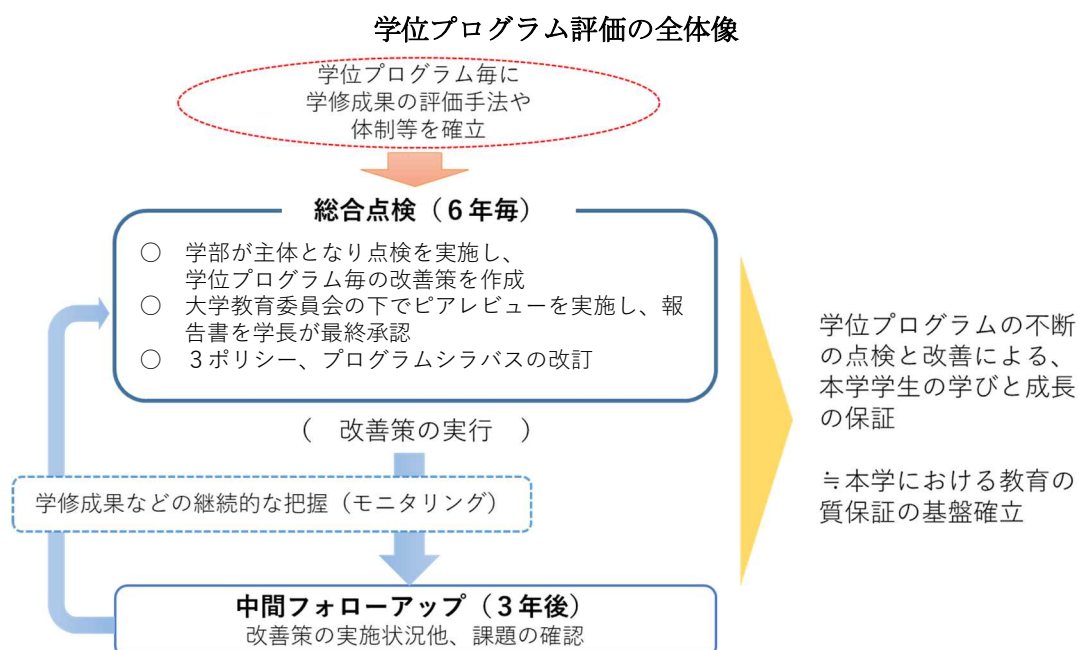 学位プログラム評価の全体像
学位プログラム毎に
学修成果の評価手法や
体制等を確立
総合点検（６年毎）
○ 学部が主体となり点検を実施し、
学位プログラム毎の改善策を作成
○ 大学教育委員会の下でピアレビューを実施し、報
告書を学長が最終承認
○ ３ポリシー、プログラムシラバスの改訂
（ 改善策の実行 ）
学修成果などの継続的な把握（モニタリング）
中間フォローアップ（３年後）
改善策の実施状況他、課題の確認
学位プログラムの不断
の点検と改善による、
本学学生の学びと成長
の保証
≒本学における教育の
質保証の基盤確立